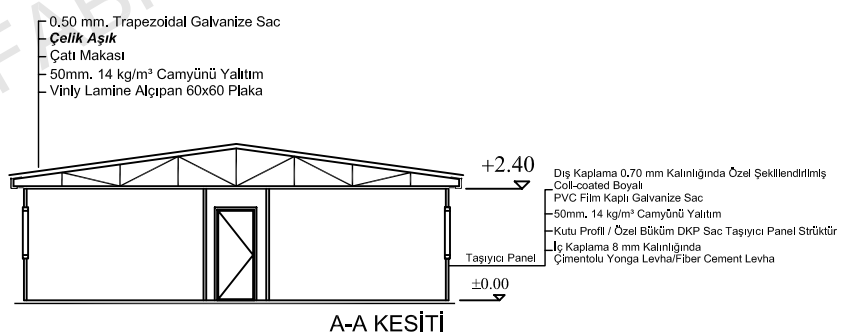 0.50 mm. Trapezoidal Galvanize Sac
Çelik Aşık
Çatı Makası
50mm. 14 kg/m³ Camyünü Yalıtım
Vinly Lamine Alçıpan 60x60 Plaka
+2.40
Dış Kaplama 0.70 mm Kalınlığında Özel Şekillendirilmiş
Coil-coated Boyalı
PVC Film Kaplı Galvanize Sac
50mm. 14 kg/m³ Camyünü Yalıtım
Kutu Profil / Özel Büküm DKP Sac Taşıyıcı Panel Strüktür
İç Kaplama 8 mm Kalınlığında
Çimentolu Yonga Levha/Fiber Cement Levha
Taşıyıcı Panel
±0.00
A-A KESİTİ